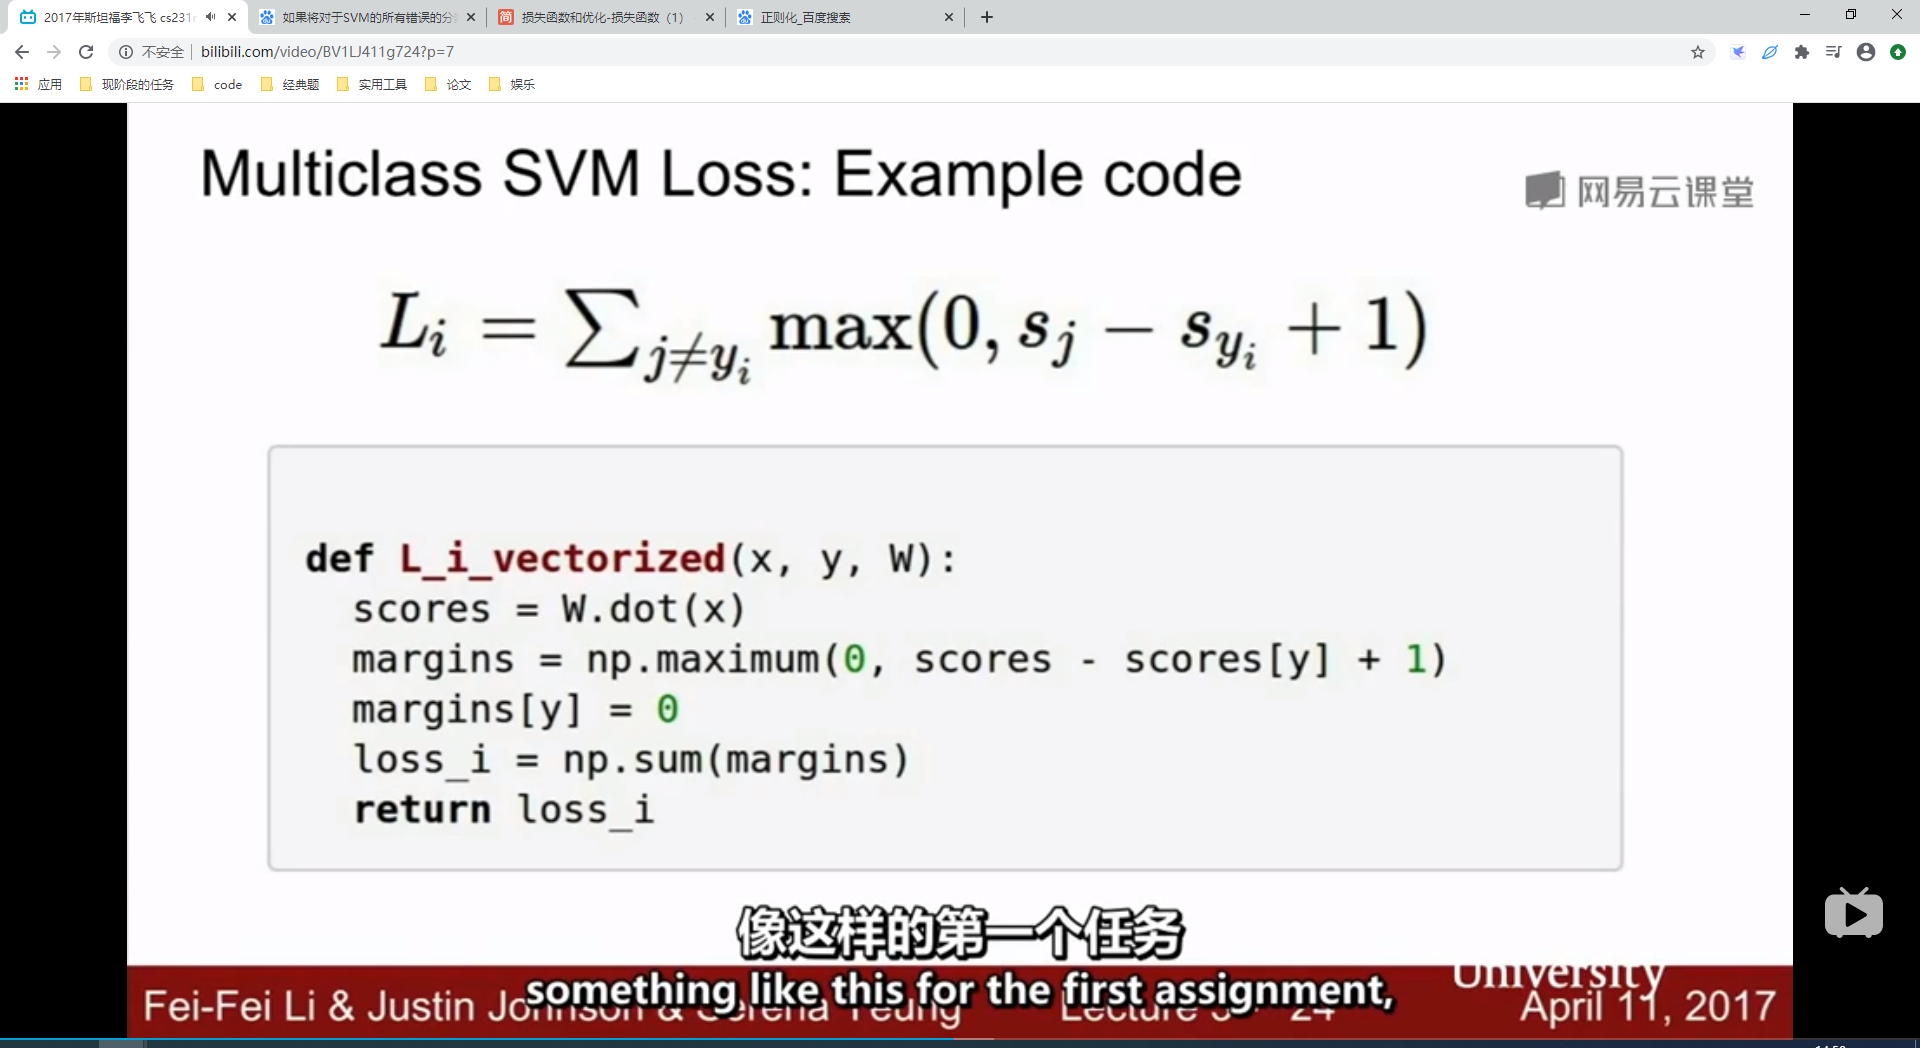 2017年斯坦福李飞飞 cs231
如果将对于SVM的所有错误的分
损失函数和优化-损失函数（1）
正则化_百度搜索
不安全
bilibili.com/video/BV1LJ411g724?p=7
应用 现阶段的任务 code 经典题 实用工具 论文 娱乐
Multiclass SVM Loss: Example code
网易云课堂
L_i = ∑_{j≠y_i} max(0, s_j − s_{y_i} + 1)
def L_i_vectorized(x, y, W):
scores = W.dot(x)
margins = np.maximum(0, scores - scores[y] + 1)
margins[y] = 0
loss_i = np.sum(margins)
return loss_i
像这样的第一个任务
something like this for the first assignment,
University
Fei-Fei Li & Justin Johnson & Serena Yeung
Lecture 3 - 24
April 11, 2017